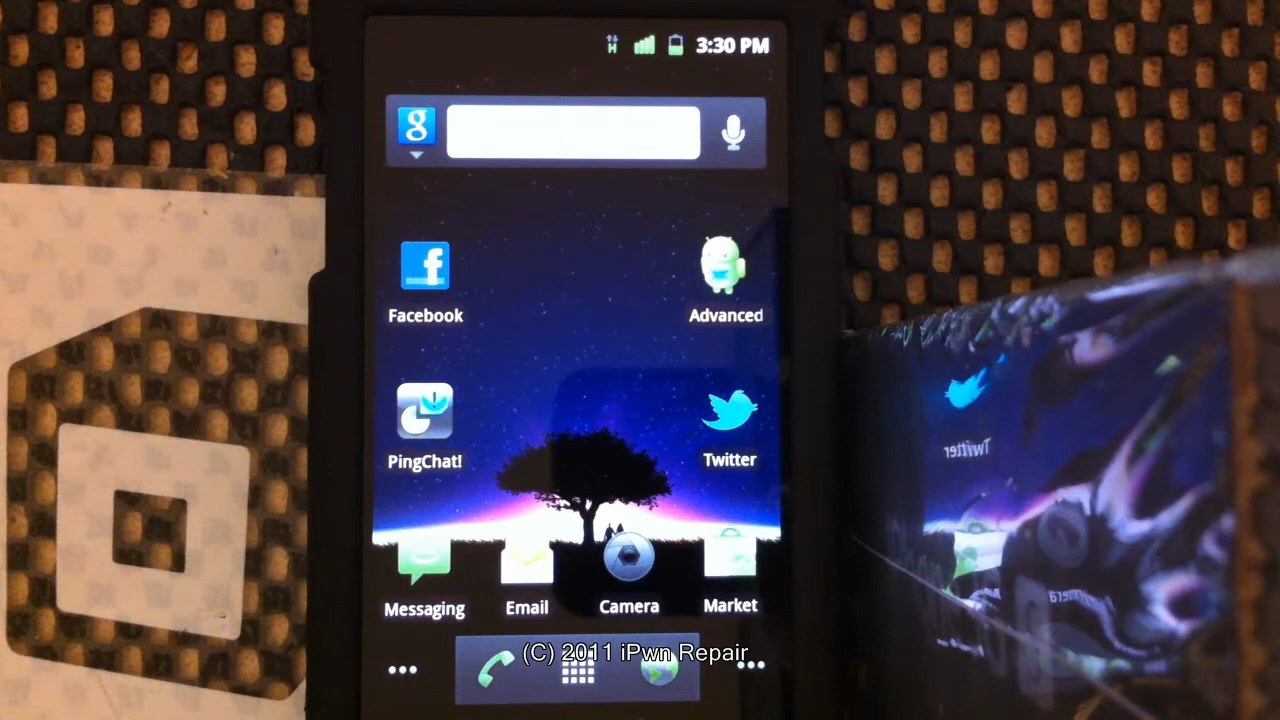 H 3:30 PM
g
f
Facebook
Advanced
PingChat!
Twitter
Twitter
Messaging
Email
Camera
Market
(C) 2011 iPwn Repair